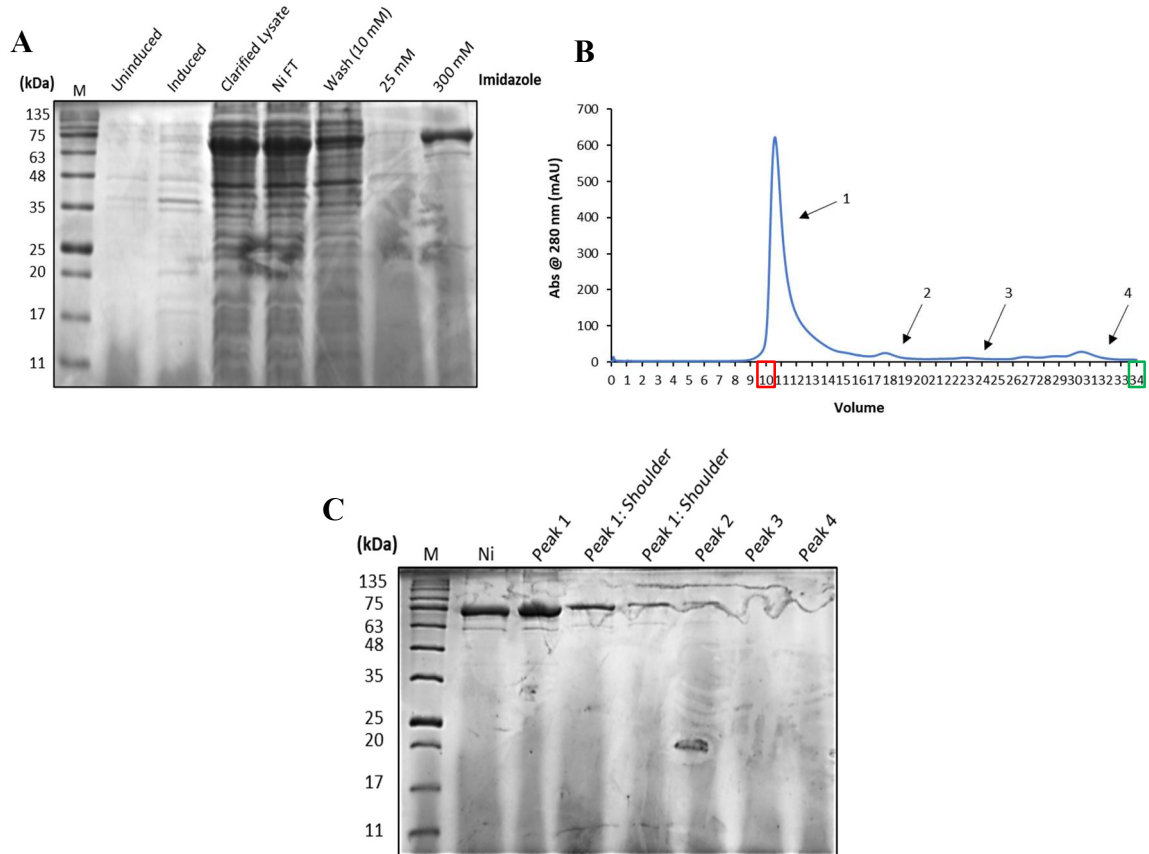 A
(kDa)
M
Uninduced
Induced
Clarified Lysate
Ni FT
Wash (10 mM)
25 mM
300 mM
Imidazole
135
75
63
48
35
25
20
17
11
B
Abs @ 280 nm (mAU)
700
600
500
400
300
200
100
0
1
2
3
4
0 1 2 3 4 5 6 7 8 9 10 11 12 13 14 15 16 17 18 19 20 21 22 23 24 25 26 27 28 29 30 31 32 33 34
Volume
C
(kDa)
M
Ni
Peak 1
Peak 1: Shoulder
Peak 1: Shoulder
Peak 2
Peak 3
Peak 4
135
75
63
48
35
25
20
17
11